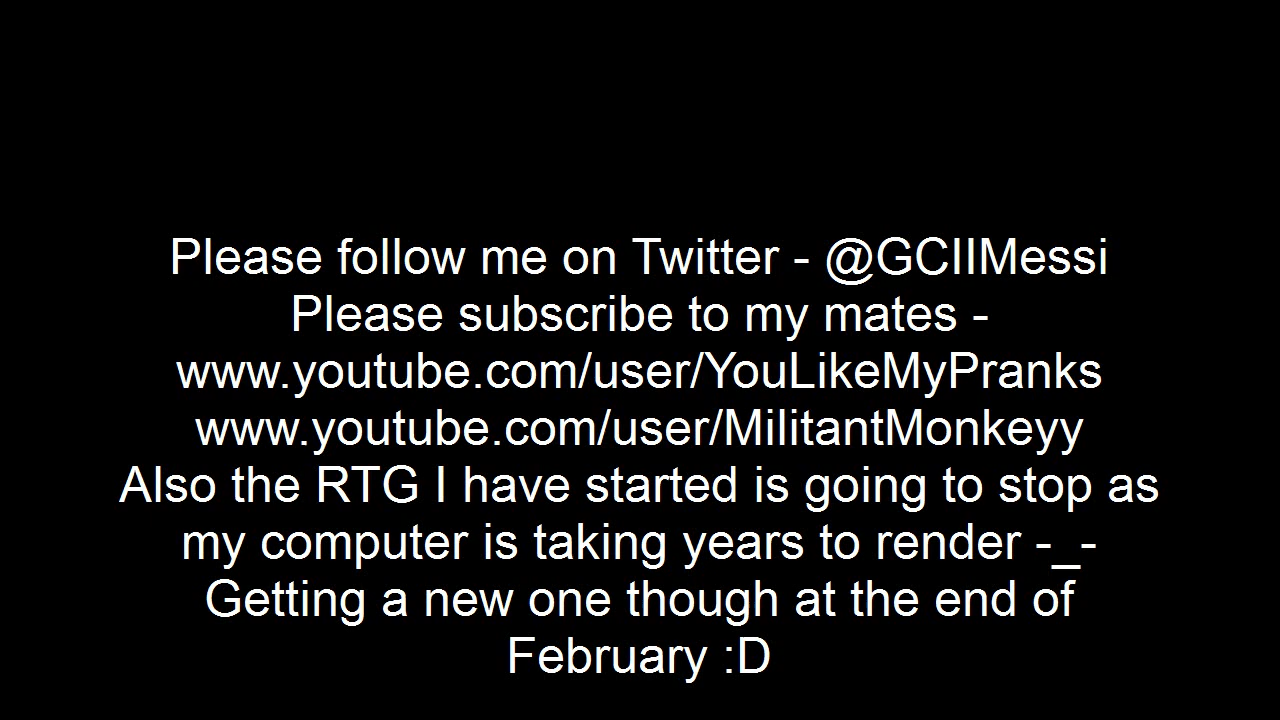 Please follow me on Twitter - @GCIIMessi
Please subscribe to my mates -
www.youtube.com/user/YouLikeMyPranks
www.youtube.com/user/MilitantMonkeyy
Also the RTG I have started is going to stop as
my computer is taking years to render -_-
Getting a new one though at the end of
February :D